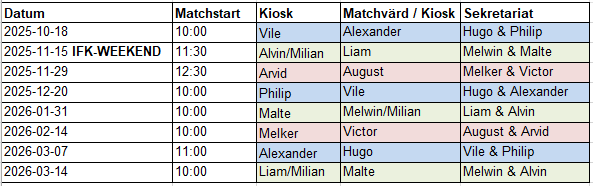 Datum Matchstart Kiosk Matchvärd / Kiosk Sekretariat
2025-10-18 10:00 Vile Alexander Hugo & Philip
2025-11-15 IFK-WEEKEND 11:30 Alvin/Milian Liam Melwin & Malte
2025-11-29 12:30 Arvid August Melker & Victor
2025-12-20 10:00 Philip Vile Hugo & Alexander
2026-01-31 10:00 Malte Melwin/Milian Liam & Alvin
2026-02-14 10:00 Melker Victor August & Arvid
2026-03-07 11:00 Alexander Hugo Vile & Philip
2026-03-14 10:00 Liam/Milian Malte Melwin & Alvin